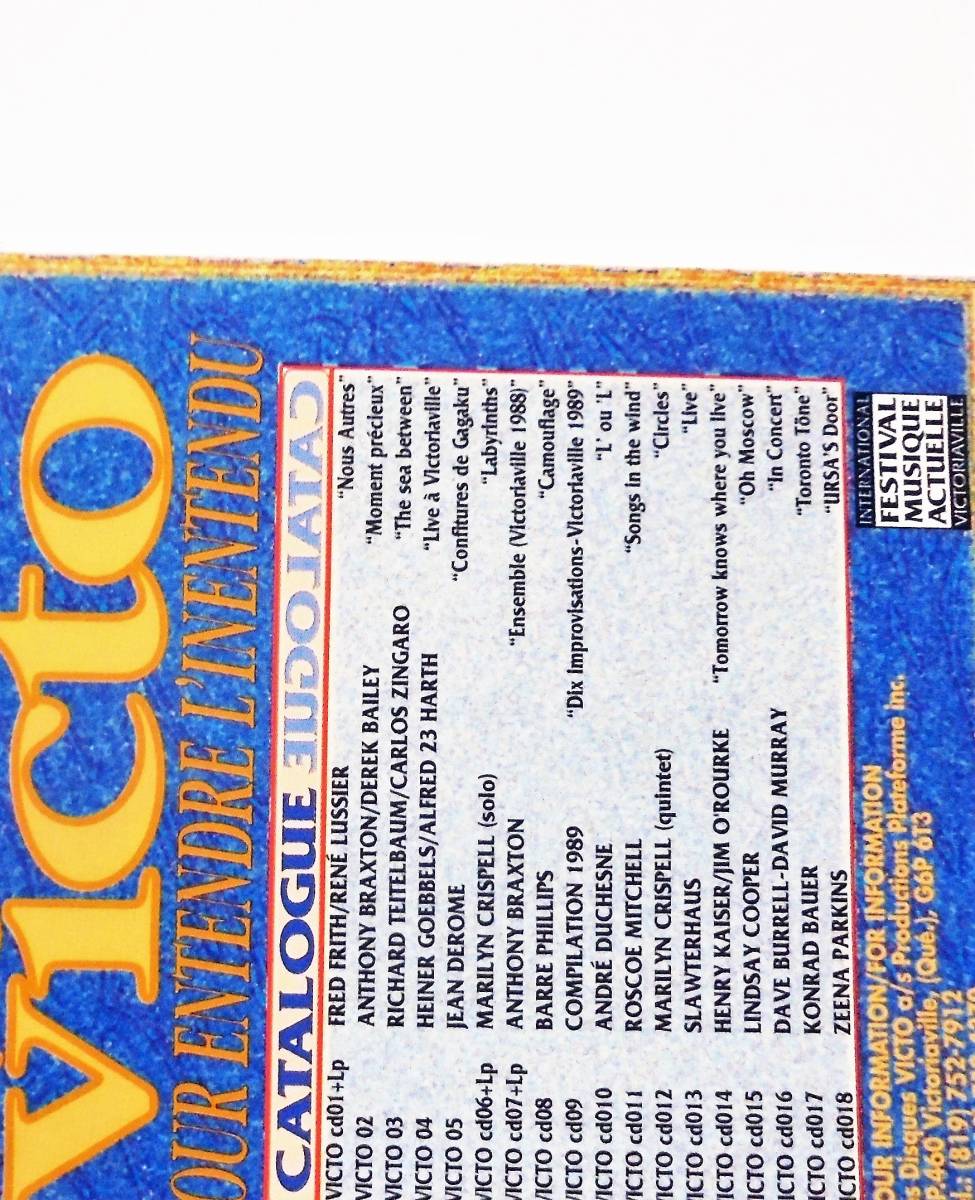 Victo
OUR ENTENDRE L'INENTENDU
CATALOGUE CATALOGUE
VICTO cd01+Lp FRED FRITH/RENÉ LUSSIER "Nous Autres"
VICTO 02 ANTHONY BRAXTON/DEREK BAILEY "Moment précieux"
VICTO 03 RICHARD TEITELBAUM/CARLOS ZINGARO "The sea between"
VICTO 04 HEINER GOEBBELS/ALFRED 23 HARTH "Live à Victoriaville"
VICTO 05 JEAN DEROME "Confitures de Gagaku"
VICTO cd06+Lp MARILYN CRISPELL (solo) "Labyrinths"
VICTO cd07+Lp ANTHONY BRAXTON "Ensemble (Victoriaville 1988)"
VICTO cd08 BARRE PHILLIPS "Camouflage"
VICTO cd09 COMPILATION 1989 "Dix Improvisations-Victoriaville 1989"
VICTO cd010 ANDRÉ DUCHESNE "L' ou 'L"
VICTO cd011 ROSCOE MITCHELL "Songs in the wind"
VICTO cd012 MARILYN CRISPELL (quintet) "Circles"
VICTO cd013 SLAWTERHAUS "Live"
VICTO cd014 HENRY KAISER/JIM O'ROURKE "Tomorrow knows where you live"
VICTO cd015 LINDSAY COOPER "Oh Moscow"
VICTO cd016 DAVE BURRELL-DAVID MURRAY "In Concert"
VICTO cd017 KONRAD BAUER "Toronto Töne"
VICTO cd018 ZEENA PARKINS "URSA'S Door"
OUR INFORMATION/FOR INFORMATION
s Disques VICTO a/s Productions Plateforme Inc.
.460 Victoriaville, (Qué.), G6P 6T3
(819) 752-7912
INTERNATIONAL
FESTIVAL
MUSIQUE
ACTUELLE
VICTORIAVILLE